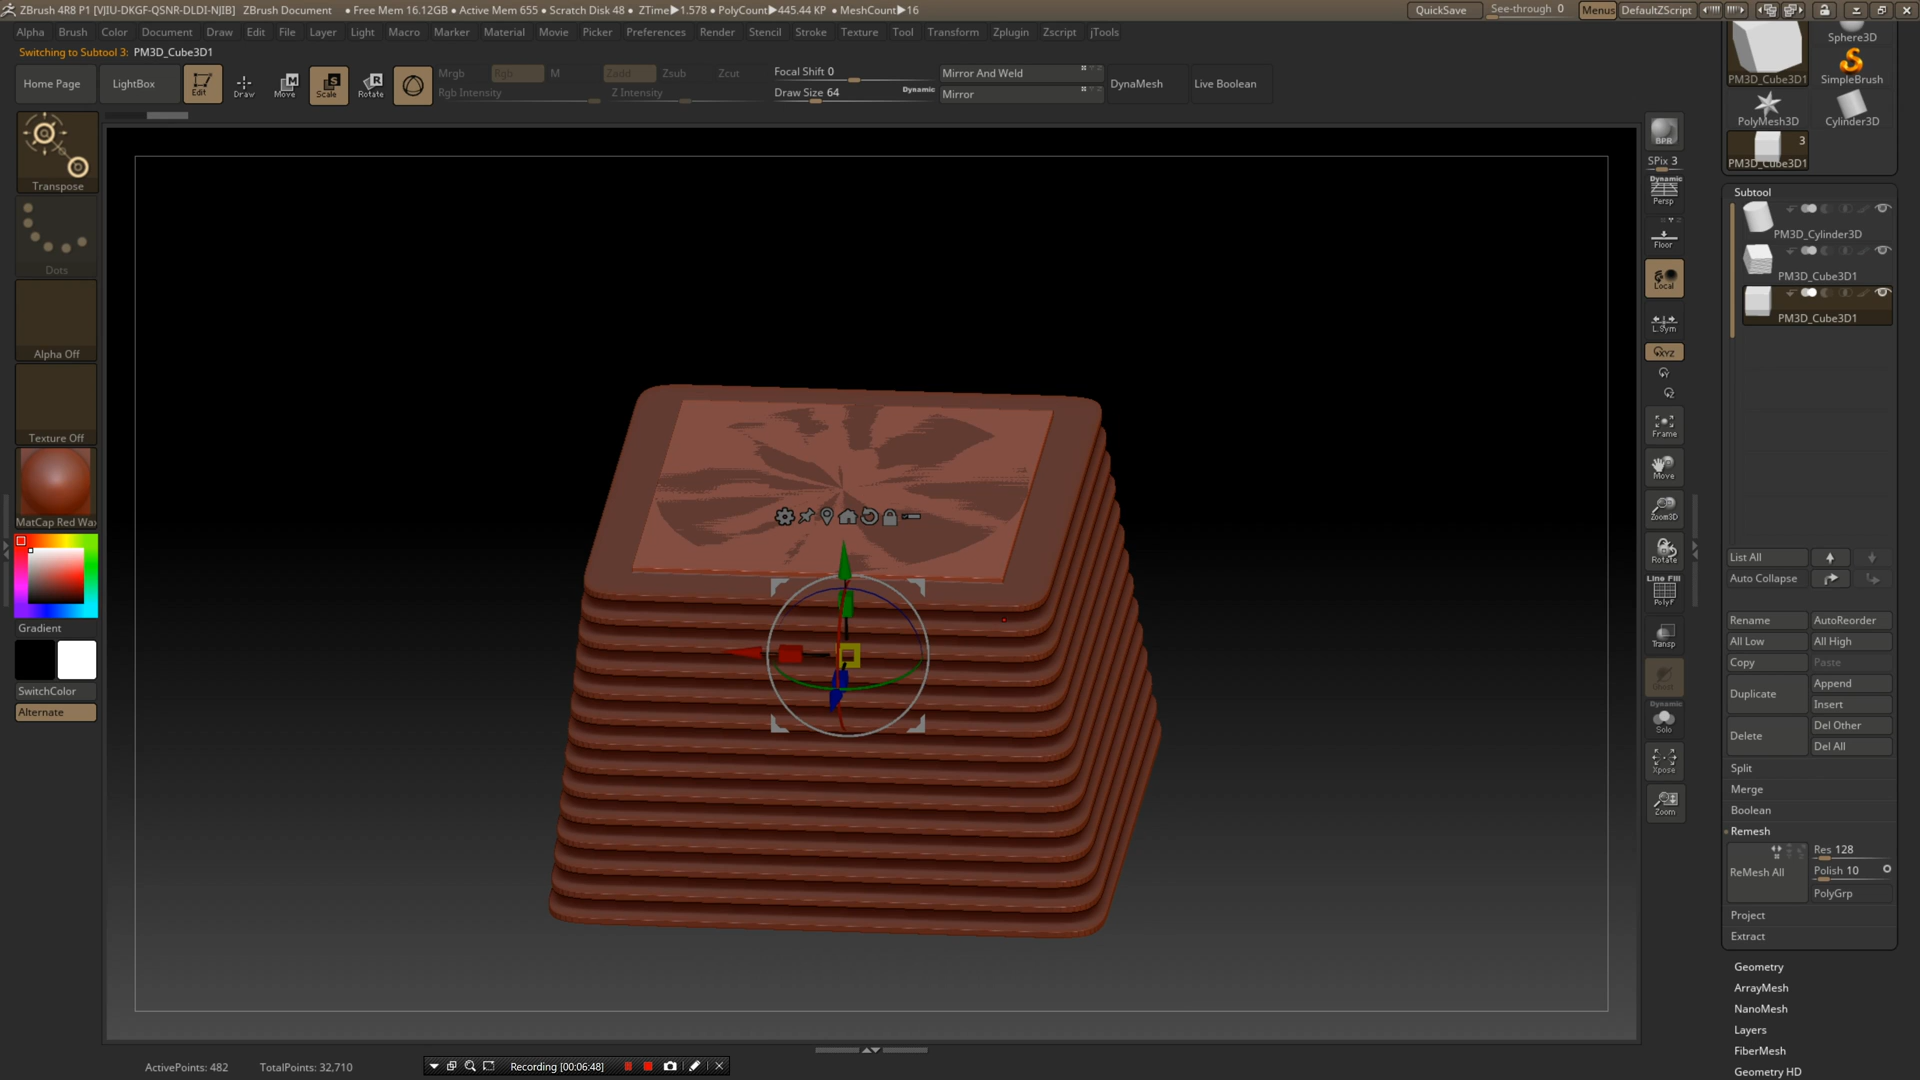 ZBrush 4R8 P1 [VJIU-DKGF-QSNR-DLDI-NJIB] ZBrush Document • Free Mem 16.12GB • Active Mem 655 • Scratch Disk 48 • ZTime▶1.578 • PolyCount▶445.44 KP • MeshCount▶16 QuickSave See-through 0 Menus DefaultZScript
Alpha Brush Color Document Draw Edit File Layer Light Macro Marker Material Movie Picker Preferences Render Stencil Stroke Texture Tool Transform Zplugin Zscript jTools
Switching to Subtool 3: PM3D_Cube3D1
Home Page LightBox Edit Draw Move Scale Rotate
Mrgb Rgb M Zadd Zsub Zcut
Rgb Intensity Z Intensity
Focal Shift 0
Draw Size 64 Dynamic
Mirror And Weld
Mirror
DynaMesh Live Boolean
Transpose
Dots
Alpha Off
Texture Off
MatCap Red Wax
Gradient
SwitchColor
Alternate
BPR
SPix 3
Dynamic
Persp
Floor
Local
L.Sym
XYZ
Frame
Move
Zoom3D
Rotate
Line Fill
PolyF
Transp
Ghost
Dynamic
Solo
Xpose
Zoom
Sphere3D
PM3D_Cube3D1 SimpleBrush
PolyMesh3D Cylinder3D
3
PM3D_Cube3D1
Subtool
PM3D_Cylinder3D
PM3D_Cube3D1
PM3D_Cube3D1
List All
Auto Collapse
Rename AutoReorder
All Low All High
Copy Paste
Duplicate Append
Insert
Delete Del Other
Del All
Split
Merge
Boolean
Remesh
ReMesh All Res 128
Polish 10
PolyGrp
Project
Extract
Geometry
ArrayMesh
NanoMesh
Layers
FiberMesh
Geometry HD
ActivePoints: 482 TotalPoints: 32,710
Recording [00:06:48]